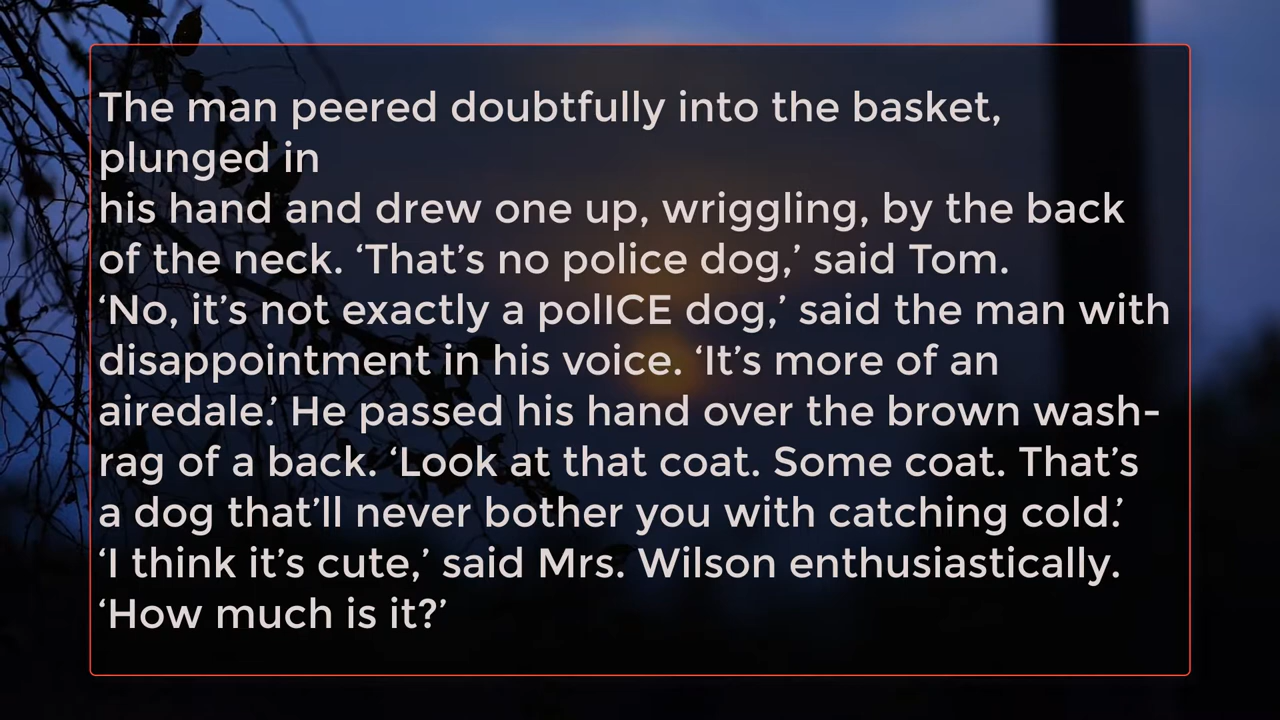 The man peered doubtfully into the basket,
plunged in
his hand and drew one up, wriggling, by the back
of the neck. ‘That’s no police dog,’ said Tom.
‘No, it’s not exactly a polICE dog,’ said the man with
disappointment in his voice. ‘It’s more of an
airedale.’ He passed his hand over the brown wash-
rag of a back. ‘Look at that coat. Some coat. That’s
a dog that’ll never bother you with catching cold.’
‘I think it’s cute,’ said Mrs. Wilson enthusiastically.
‘How much is it?’